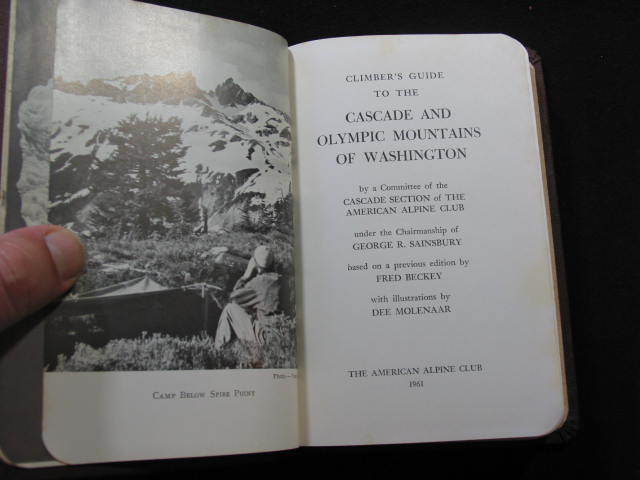 Photo—
CAMP BELOW SPIRE POINT
CLIMBER'S GUIDE
TO THE
CASCADE AND
OLYMPIC MOUNTAINS
OF WASHINGTON
by a Committee of the
CASCADE SECTION of THE
AMERICAN ALPINE CLUB
under the Chairmanship of
GEORGE R. SAINSBURY
based on a previous edition by
FRED BECKEY
with illustrations by
DEE MOLENAAR
THE AMERICAN ALPINE CLUB
1961